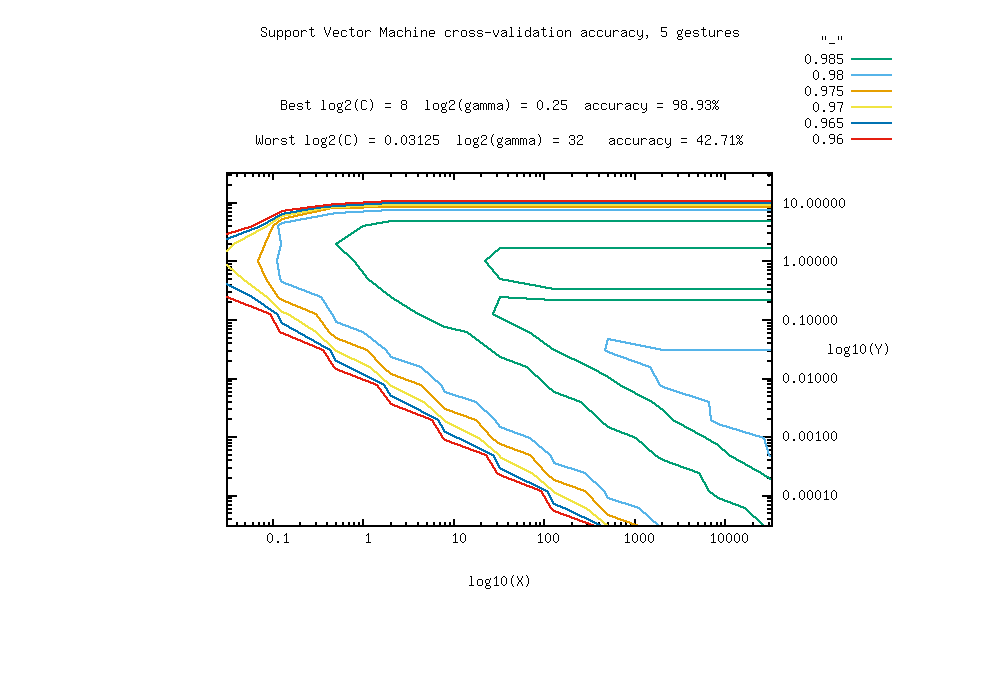 Support Vector Machine cross-validation accuracy, 5 gestures
"_"
0.985
0.98
0.975
0.97
0.965
0.96
Best log2(C) = 8  log2(gamma) = 0.25  accuracy = 98.93%
Worst log2(C) = 0.03125  log2(gamma) = 32   accuracy = 42.71%
10.00000
1.00000
0.10000
log10(Y)
0.01000
0.00100
0.00010
0.1 1 10 100 1000 10000
log10(X)